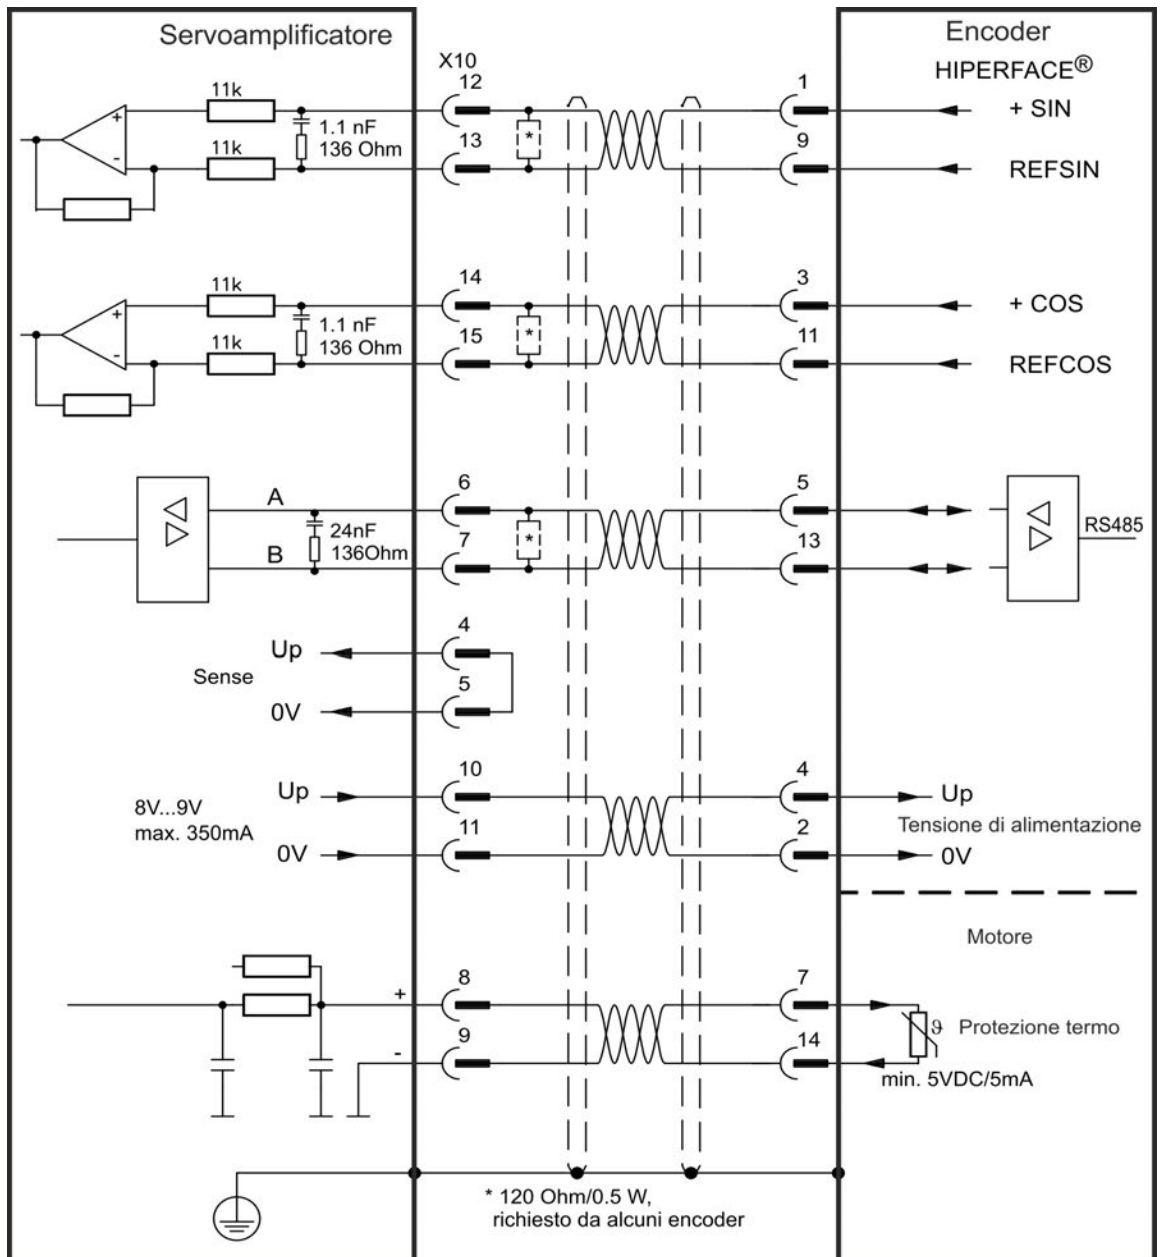 Servoamplificatore
Encoder
HIPERFACE®
X10
11k
12
1
+ SIN
+
1.1 nF
136 Ohm
*
11k
13
9
REFSIN
-
11k
14
3
+ COS
+
1.1 nF
136 Ohm
*
11k
15
11
REFCOS
-
A
6
5
24nF
136Ohm
*
RS485
B
7
13
Up
4
Sense
0V
5
8V...9V
max. 350mA
Up
10
4
Up
Tensione di alimentazione
0V
11
2
0V
Motore
+
8
7
ϑ
Protezione termo
-
9
14
min. 5VDC/5mA
* 120 Ohm/0.5 W,
richiesto da alcuni encoder